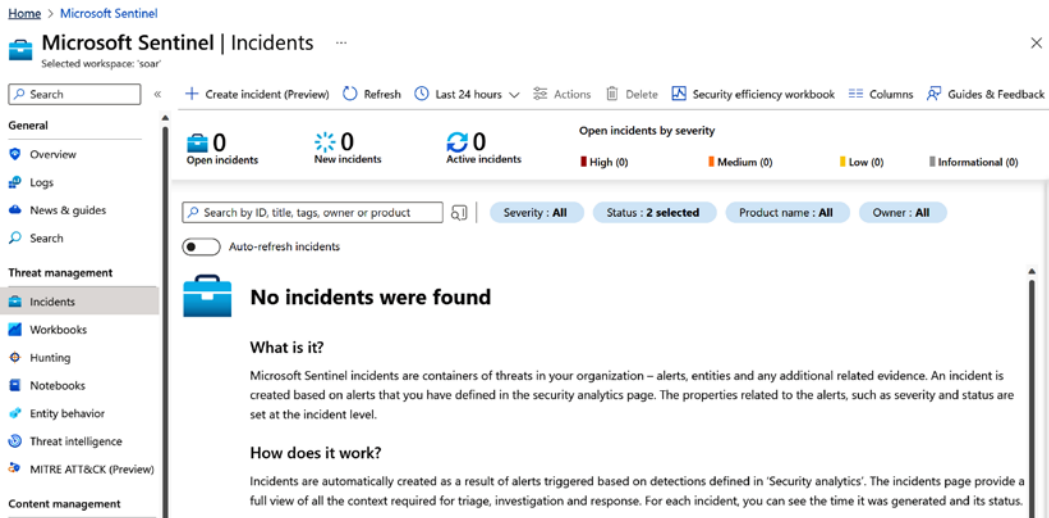 Home > Microsoft Sentinel
Microsoft Sentinel | Incidents ...
Selected workspace: 'soar'
Search «
Create incident (Preview) Refresh Last 24 hours Actions Delete Security efficiency workbook Columns Guides & Feedback
General
Overview
Logs
News & guides
Search
Threat management
Incidents
Workbooks
Hunting
Notebooks
Entity behavior
Threat intelligence
MITRE ATT&CK (Preview)
Content management
0 Open incidents
0 New incidents
0 Active incidents
Open incidents by severity
High (0) Medium (0) Low (0) Informational (0)
Search by ID, title, tags, owner or product
Severity : All Status : 2 selected Product name : All Owner : All
Auto-refresh incidents
No incidents were found
What is it?
Microsoft Sentinel incidents are containers of threats in your organization – alerts, entities and any additional related evidence. An incident is
created based on alerts that you have defined in the security analytics page. The properties related to the alerts, such as severity and status are
set at the incident level.
How does it work?
Incidents are automatically created as a result of alerts triggered based on detections defined in 'Security analytics'. The incidents page provide a
full view of all the context required for triage, investigation and response. For each incident, you can see the time it was generated and its status.